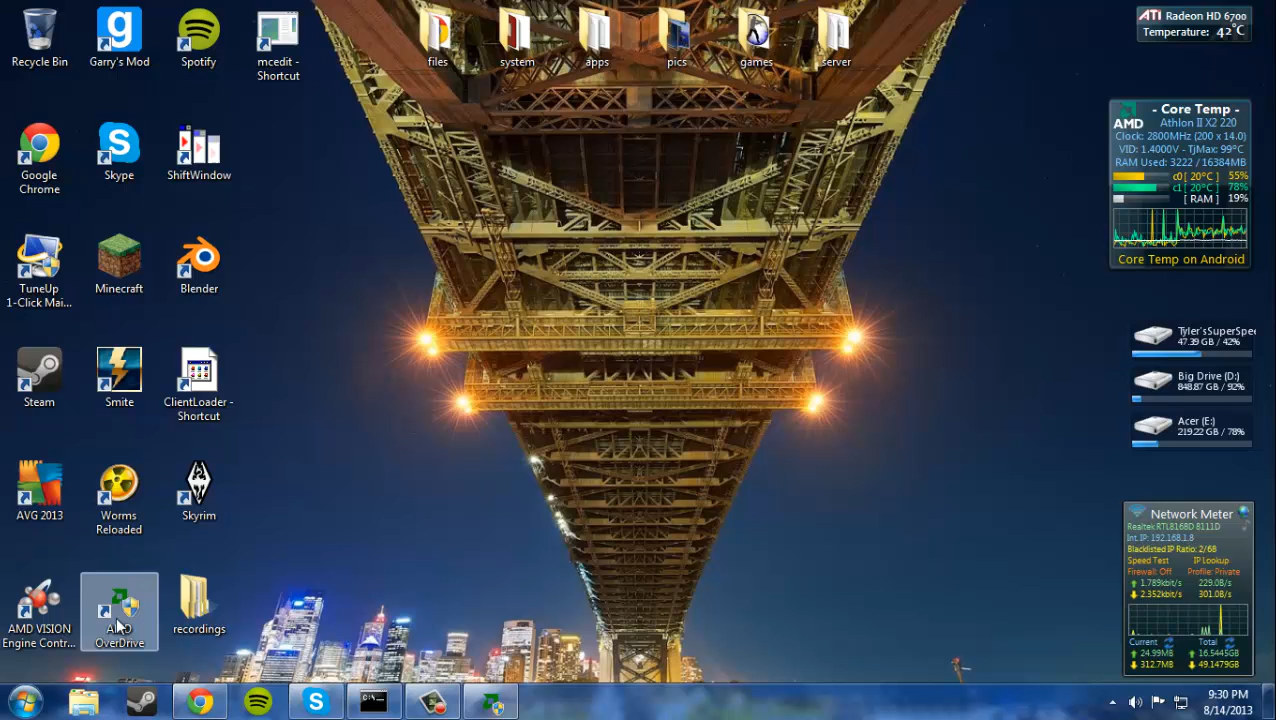 Recycle Bin
Garry's Mod
Spotify
mcedit -
Shortcut
files
system
apps
pics
games
server
ATI Radeon HD 6700
Temperature: 42°C
Google
Chrome
Skype
ShiftWindow
AMD
- Core Temp -
Athlon II X2 220
Clock: 2800MHz (200 x 14.0)
VID: 1.4000V - TjMax: 99°C
RAM Used: 3222 / 16384MB
c0 [ 20°C ] 55%
c1 [ 20°C ] 78%
[ RAM ] 19%
Core Temp on Android
TuneUp
1-Click Mai...
Minecraft
Blender
Tyler'sSuperSpee
47.39 GB / 42%
Big Drive (D:)
848.87 GB / 92%
Acer (E:)
219.22 GB / 78%
Steam
Smite
ClientLoader -
Shortcut
AVG 2013
Worms
Reloaded
Skyrim
Network Meter
Realtek RTL8168D 8111D
Int. IP: 192.168.1.8
Blacklisted IP Ratio: 2/68
Speed Test IP Lookup
Firewall: Off Profile: Private
1.789kbit/s 229.08/s
2.352kbit/s 301.08/s
Current Total
24.99MB 16.5445GB
312.7MB 49.1479GB
AMD VISION
Engine Contr...
AMD
OverDrive
recordings
C:\
9:30 PM
8/14/2013